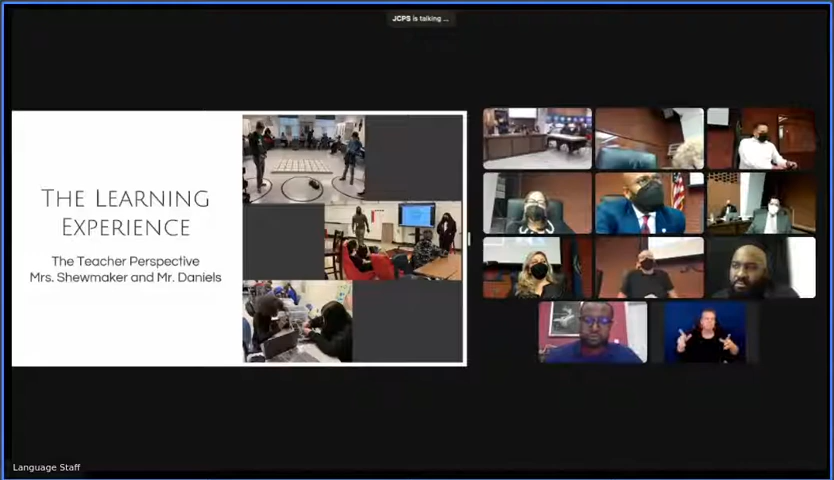 JCPS is talking ...
THE LEARNING
EXPERIENCE
The Teacher Perspective
Mrs. Shewmaker and Mr. Daniels
Language Staff